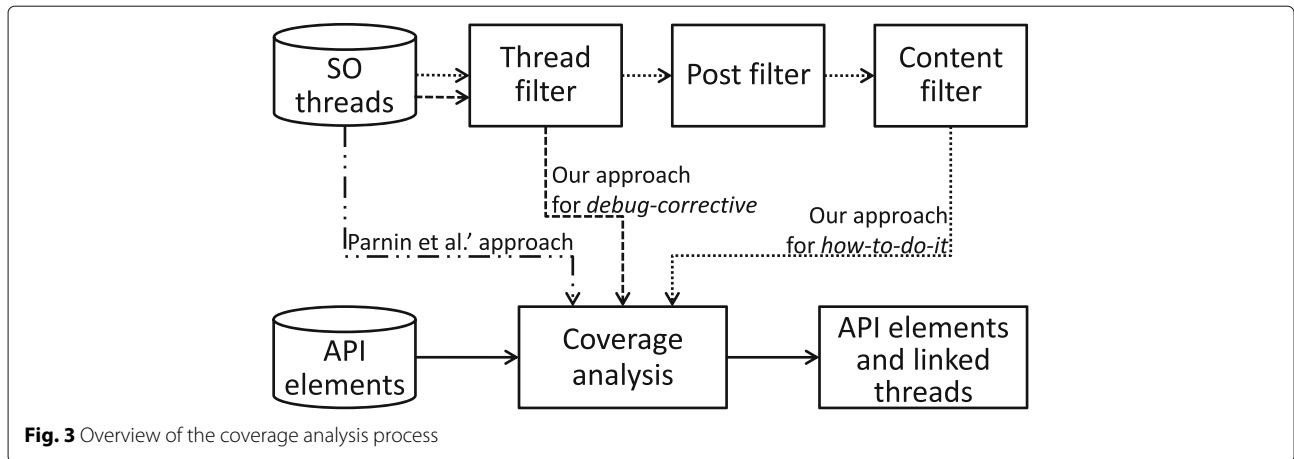 SO
threads
Thread
filter
Post filter
Content
filter
Our approach
for debug-corrective
Our approach
for how-to-do-it
Parnin et al.' approach
API
elements
Coverage
analysis
API elements
and linked
threads
Fig. 3 Overview of the coverage analysis process